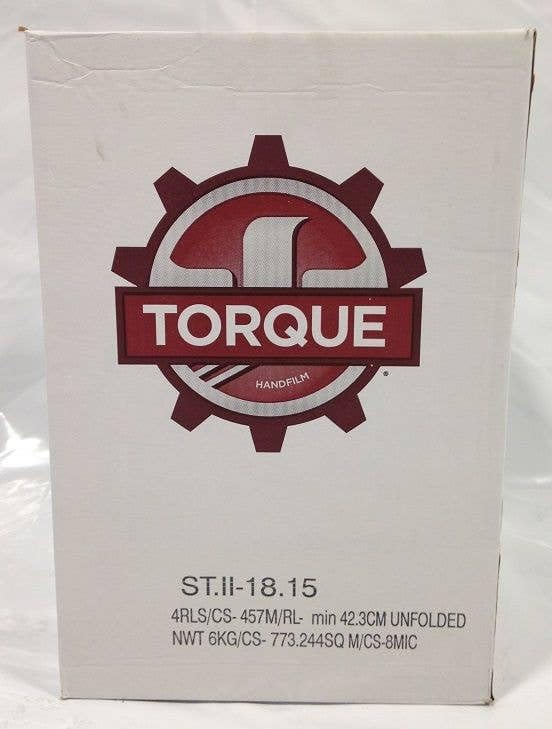 TORQUE
HANDFILM
®
ST.II-18.15
4RLS/CS- 457M/RL- min 42.3CM UNFOLDED
NWT 6KG/CS- 773.244SQ M/CS-8MIC